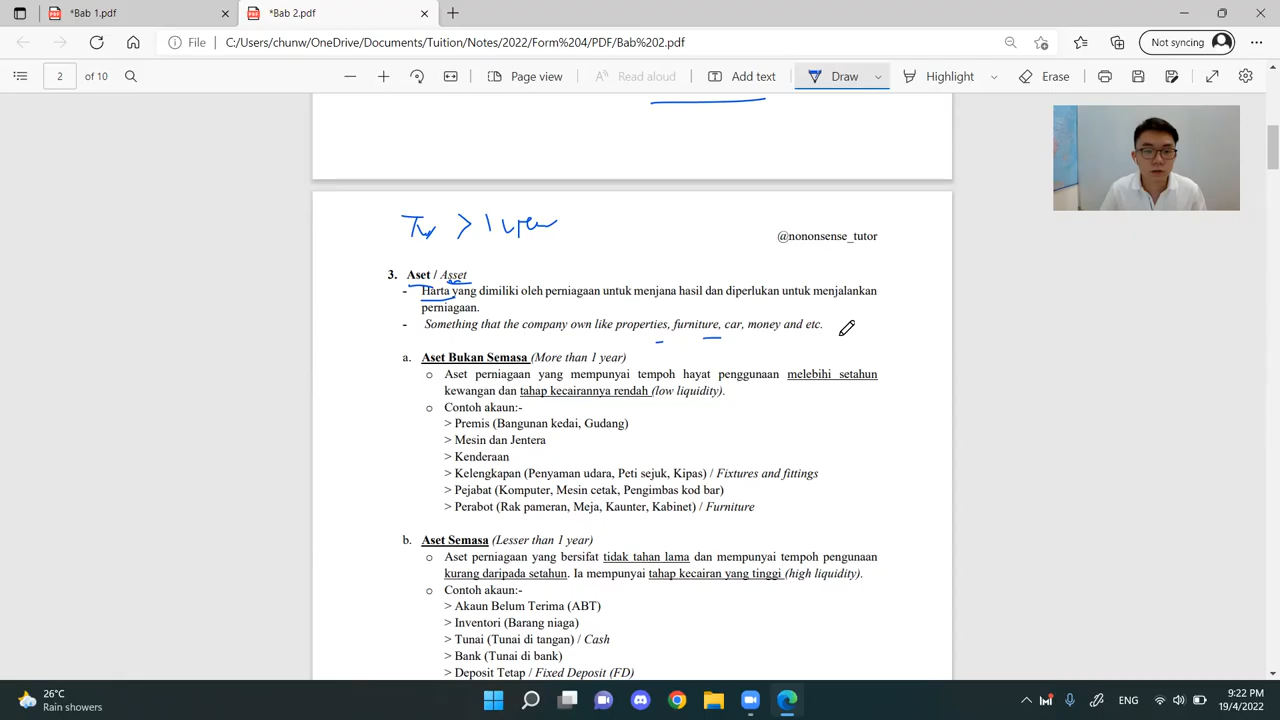 *Bab 1.pdf
*Bab 2.pdf
File
C:/Users/chunw/OneDrive/Documents/Tuition/Notes/2022/Form%204/PDF/Bab%202.pdf
Not syncing
2 of 10
Page view
Read aloud
Add text
Draw
Highlight
Erase
> 1
@nononsense_tutor
3. Aset / Asset
- Harta yang dimiliki oleh perniagaan untuk menjana hasil dan diperlukan untuk menjalankan
perniagaan.
- Something that the company own like properties, furniture, car, money and etc.
a. Aset Bukan Semasa (More than 1 year)
o Aset perniagaan yang mempunyai tempoh hayat penggunaan melebihi setahun
kewangan dan tahap kecairannya rendah (low liquidity).
o Contoh akaun:-
> Premis (Bangunan kedai, Gudang)
> Mesin dan Jentera
> Kenderaan
> Kelengkapan (Penyaman udara, Peti sejuk, Kipas) / Fixtures and fittings
> Pejabat (Komputer, Mesin cetak, Pengimbas kod bar)
> Perabot (Rak pameran, Meja, Kaunter, Kabinet) / Furniture
b. Aset Semasa (Lesser than 1 year)
o Aset perniagaan yang bersifat tidak tahan lama dan mempunyai tempoh pengunaan
kurang daripada setahun. Ia mempunyai tahap kecairan yang tinggi (high liquidity).
o Contoh akaun:-
> Akaun Belum Terima (ABT)
> Inventori (Barang niaga)
> Tunai (Tunai di tangan) / Cash
> Bank (Tunai di bank)
> Deposit Tetap / Fixed Deposit (FD)
26°C
Rain showers
ENG
9:22 PM
19/4/2022